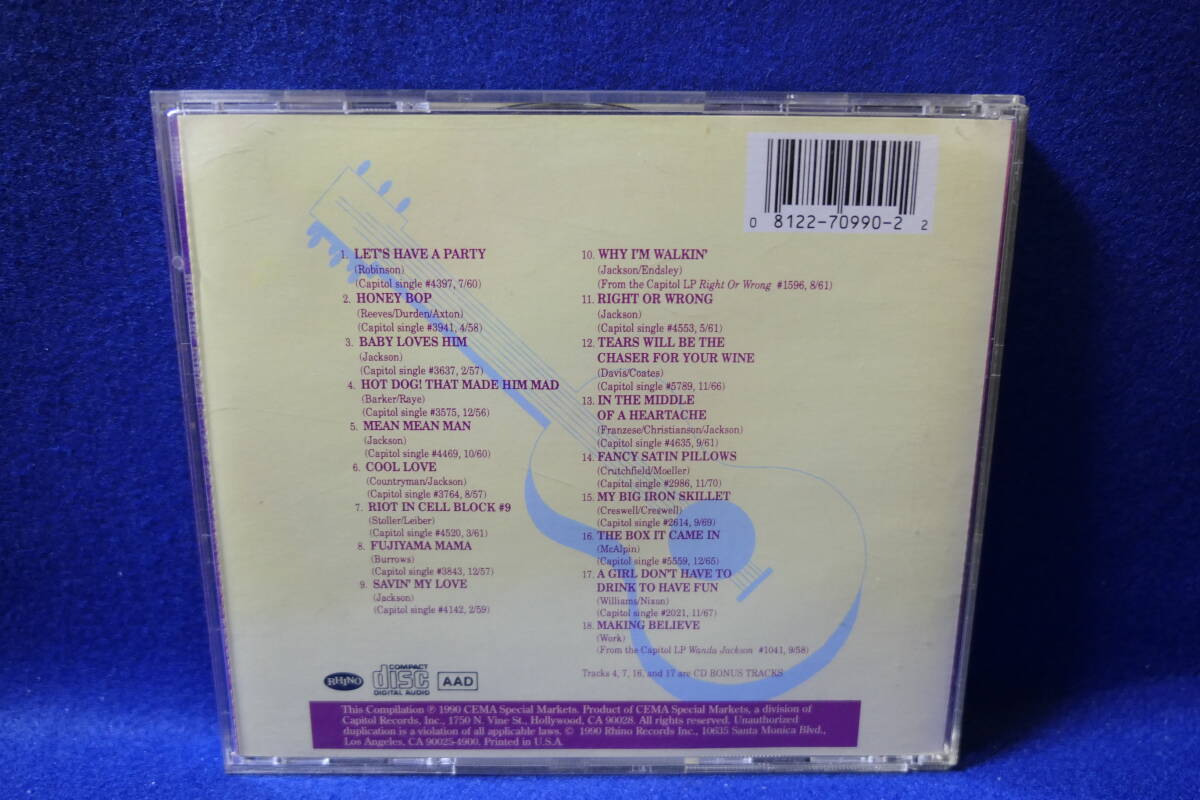 0 8122-70990-2 2
1. LET'S HAVE A PARTY
(Robinson)
(Capitol single #4397, 7/60)
2. HONEY BOP
(Reeves/Durden/Axton)
(Capitol single #3941, 4/58)
3. BABY LOVES HIM
(Jackson)
(Capitol single #3637, 2/57)
4. HOT DOG! THAT MADE HIM MAD
(Barker/Raye)
(Capitol single #3575, 12/56)
5. MEAN MEAN MAN
(Jackson)
(Capitol single #4469, 10/60)
6. COOL LOVE
(Countryman/Jackson)
(Capitol single #3764, 8/57)
7. RIOT IN CELL BLOCK #9
(Stoller/Leiber)
(Capitol single #4520, 3/61)
8. FUJIYAMA MAMA
(Burrows)
(Capitol single #3843, 12/57)
9. SAVIN' MY LOVE
(Jackson)
(Capitol single #4142, 2/59)
10. WHY I'M WALKIN'
(Jackson/Endsley)
(From the Capitol LP Right Or Wrong #1596, 8/61)
11. RIGHT OR WRONG
(Jackson)
(Capitol single #4553, 5/61)
12. TEARS WILL BE THE
CHASER FOR YOUR WINE
(Davis/Coates)
(Capitol single #5789, 11/66)
13. IN THE MIDDLE
OF A HEARTACHE
(Franzese/Christianson/Jackson)
(Capitol single #4635, 9/61)
14. FANCY SATIN PILLOWS
(Crutchfield/Moeller)
(Capitol single #2986, 11/70)
15. MY BIG IRON SKILLET
(Creswell/Creswell)
(Capitol single #2614, 9/69)
16. THE BOX IT CAME IN
(McAlpin)
(Capitol single #5559, 12/65)
17. A GIRL DON'T HAVE TO
DRINK TO HAVE FUN
(Williams/Nixon)
(Capitol single #2021, 11/67)
18. MAKING BELIEVE
(Work)
(From the Capitol LP Wanda Jackson #1041, 9/58)
Tracks 4, 7, 16, and 17 are CD BONUS TRACKS
RHINO
COMPACT
disc
DIGITAL AUDIO
AAD
This Compilation ℗ 1990 CEMA Special Markets. Product of CEMA Special Markets, a division of
Capitol Records, Inc., 1750 N. Vine St., Hollywood, CA 90028. All rights reserved. Unauthorized
duplication is a violation of all applicable laws. © 1990 Rhino Records Inc., 10635 Santa Monica Blvd.,
Los Angeles, CA 90025-4900. Printed in U.S.A.